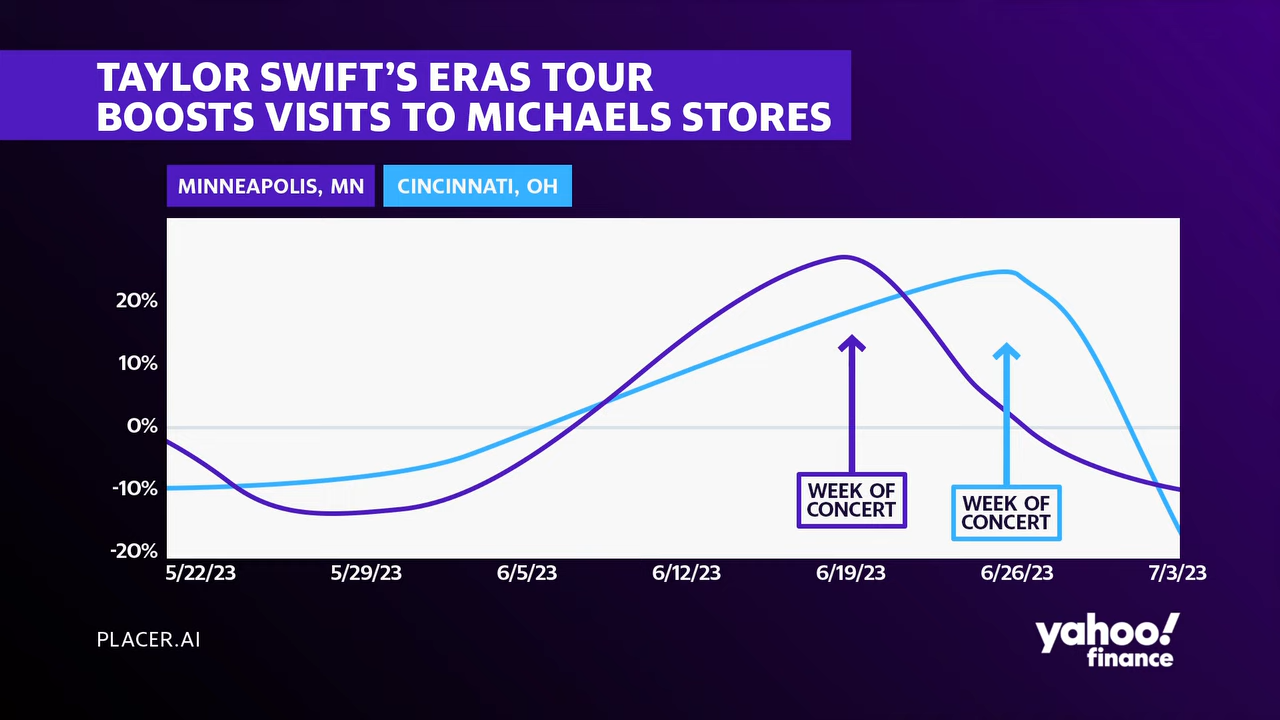 TAYLOR SWIFT’S ERAS TOUR
BOOSTS VISITS TO MICHAELS STORES
MINNEAPOLIS, MN
CINCINNATI, OH
20%
10%
0%
-10%
-20%
WEEK OF
CONCERT
WEEK OF
CONCERT
5/22/23
5/29/23
6/5/23
6/12/23
6/19/23
6/26/23
7/3/23
PLACER.AI
yahoo!
finance